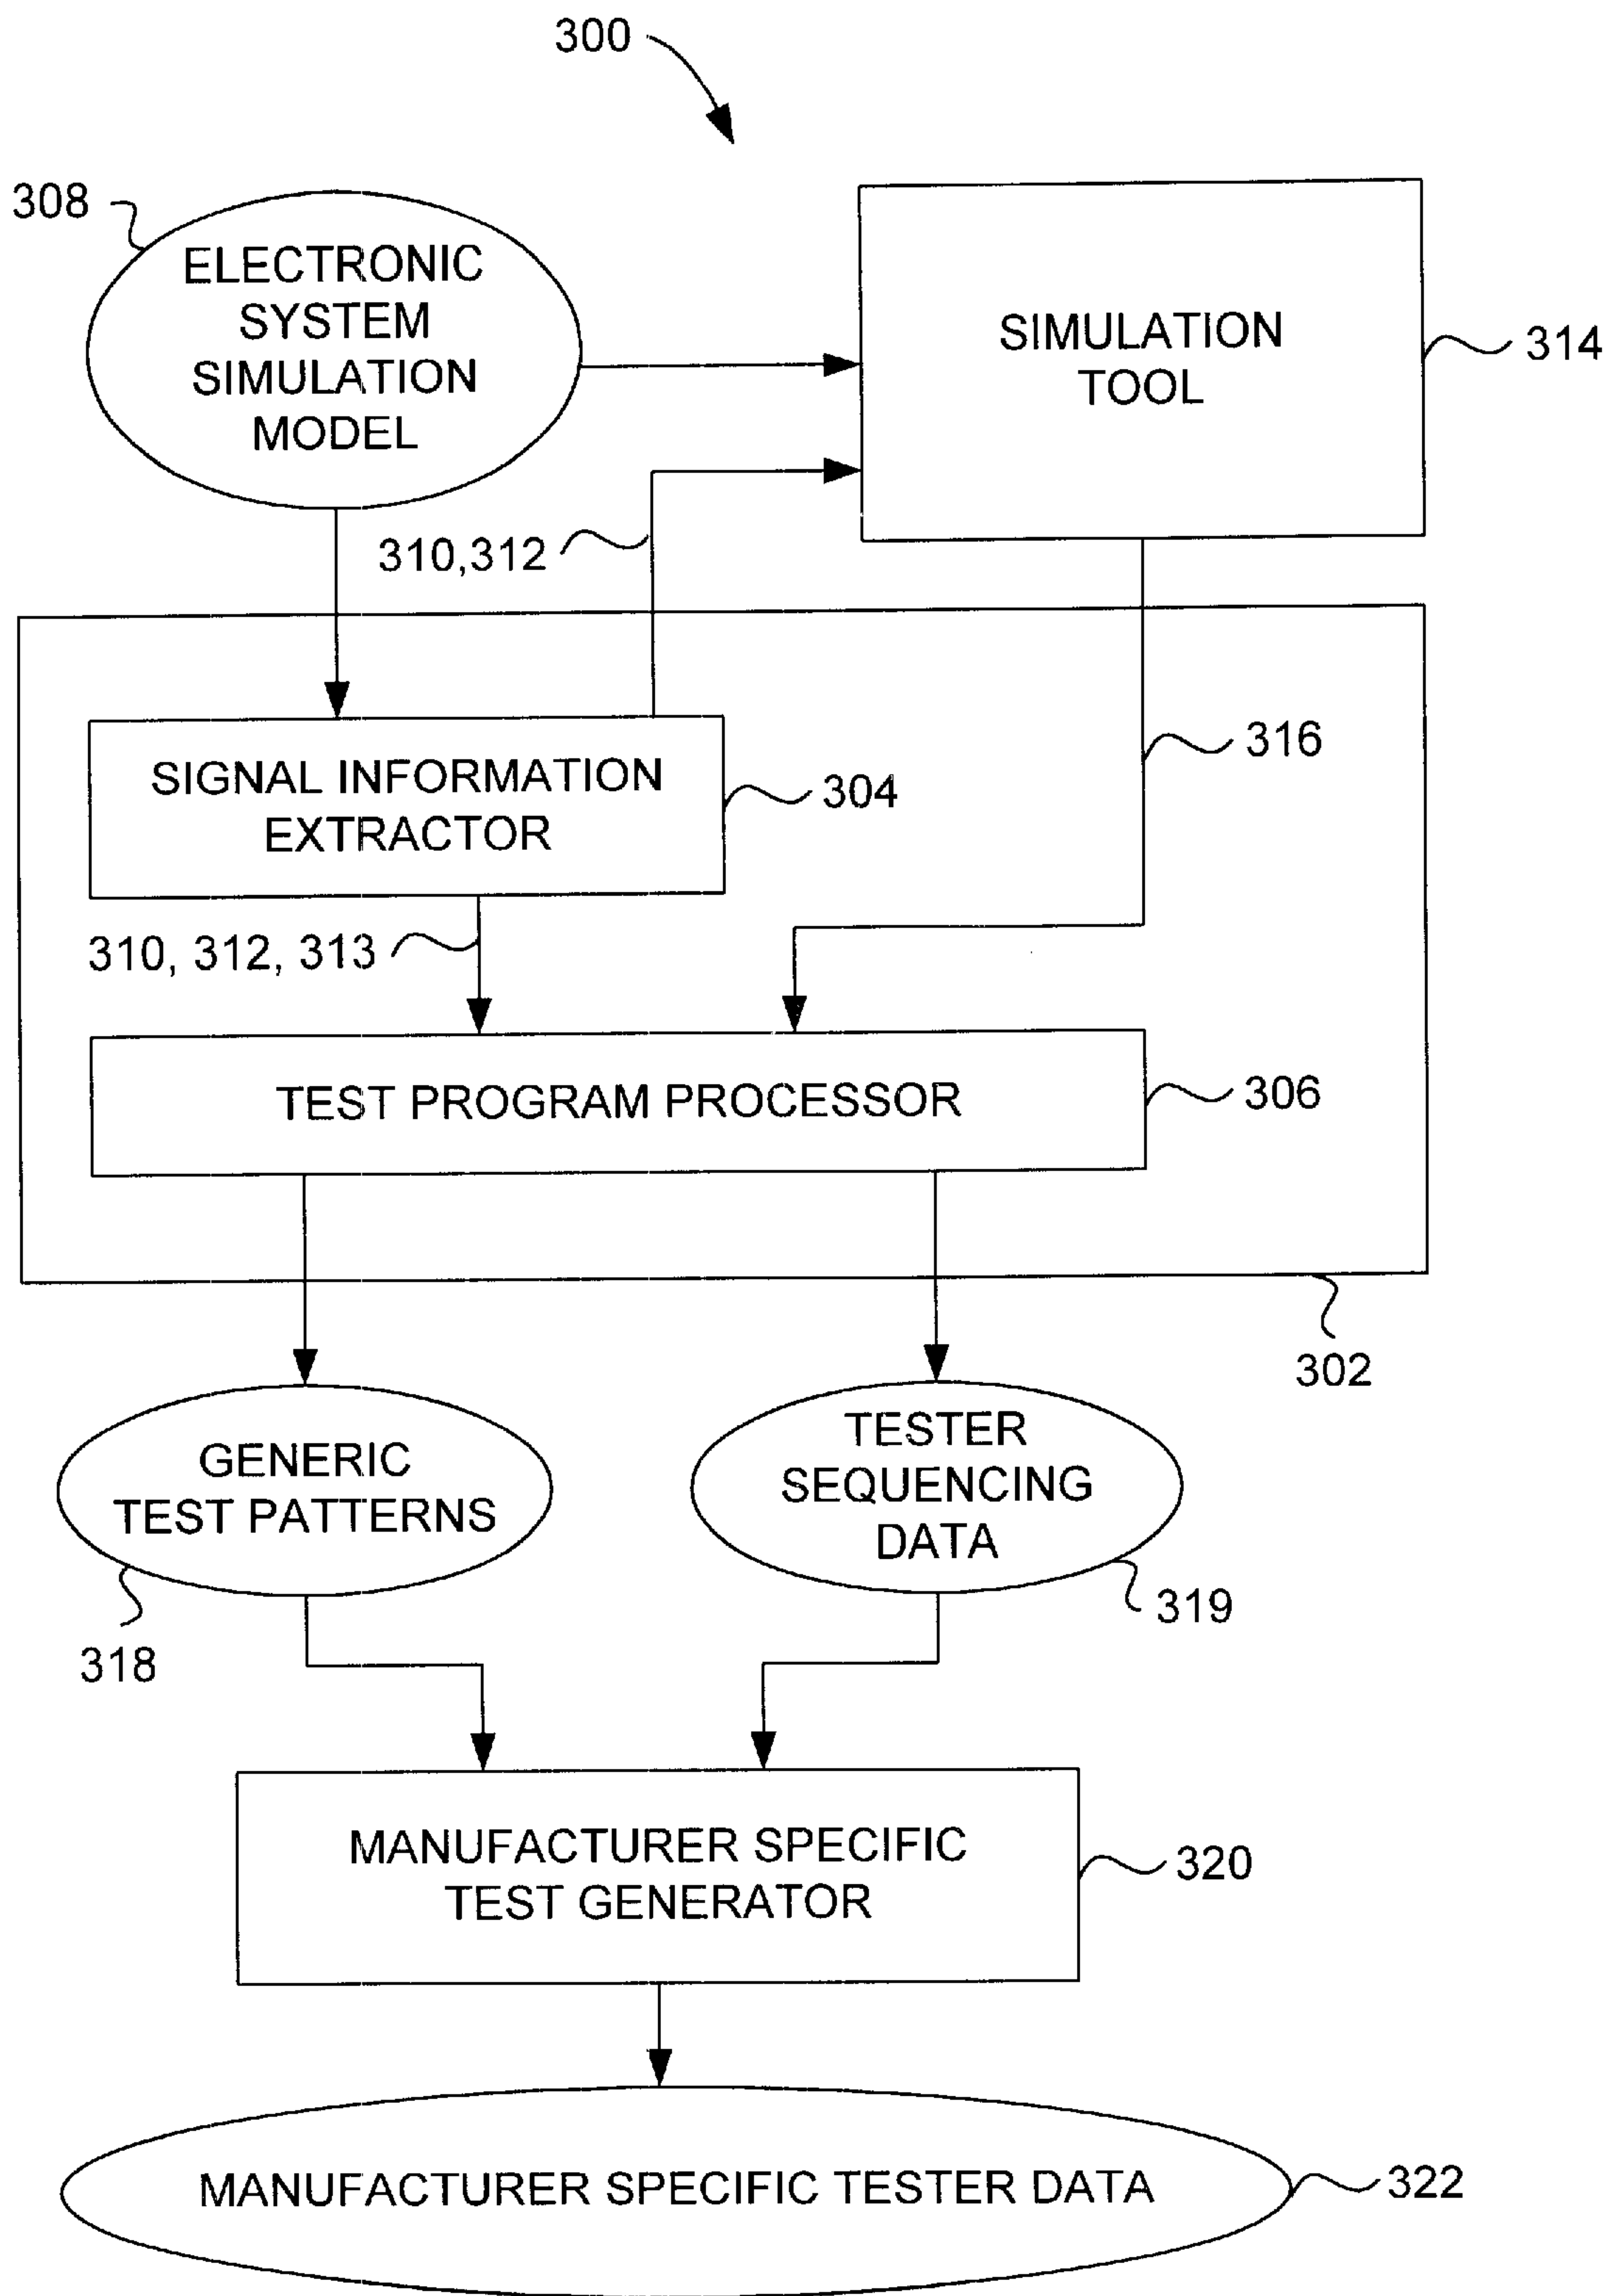 300
308
ELECTRONIC
SYSTEM
SIMULATION
MODEL
SIMULATION
TOOL
314
310,312
SIGNAL INFORMATION
EXTRACTOR
304
316
310, 312, 313
TEST PROGRAM PROCESSOR
306
302
GENERIC
TEST PATTERNS
318
TESTER
SEQUENCING
DATA
319
MANUFACTURER SPECIFIC
TEST GENERATOR
320
MANUFACTURER SPECIFIC TESTER DATA
322